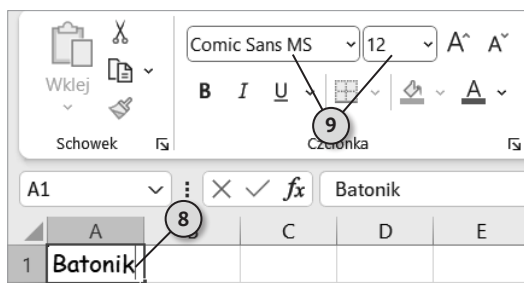 Comic Sans MS 12 A A
Wklej
B I U A
9
Schowek Czcionka
A1 fx Batonik
8
A C D E
1 Batonik